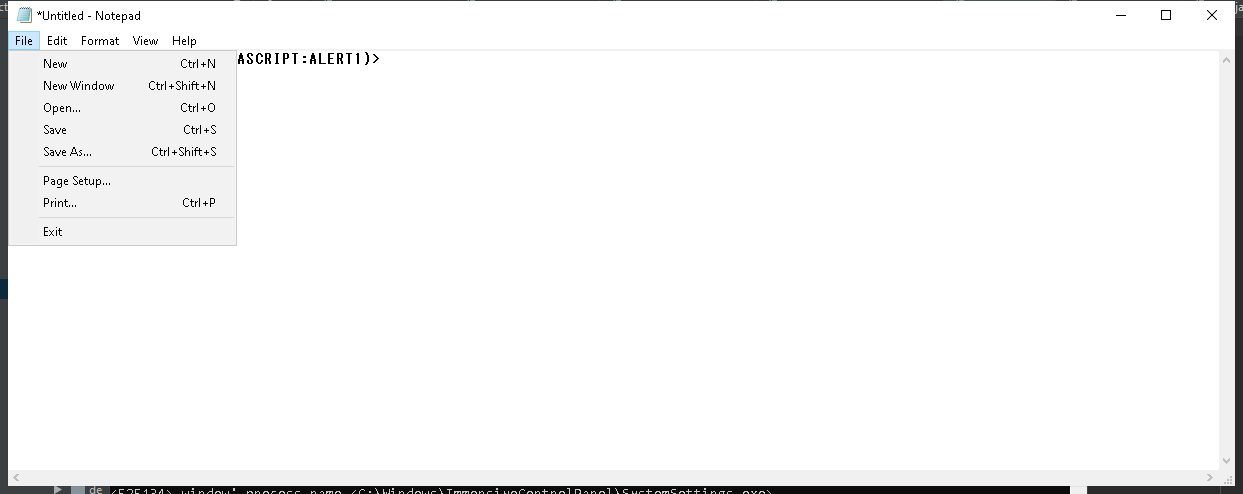 *Untitled - Notepad
File Edit Format View Help
ASCRIPT:ALERT1)>
New Ctrl+N
New Window Ctrl+Shift+N
Open... Ctrl+O
Save Ctrl+S
Save As... Ctrl+Shift+S
Page Setup...
Print... Ctrl+P
Exit
de <525134> window' process name <C:\Windows\ImmersiveControlPanel\SystemSettings.exe>